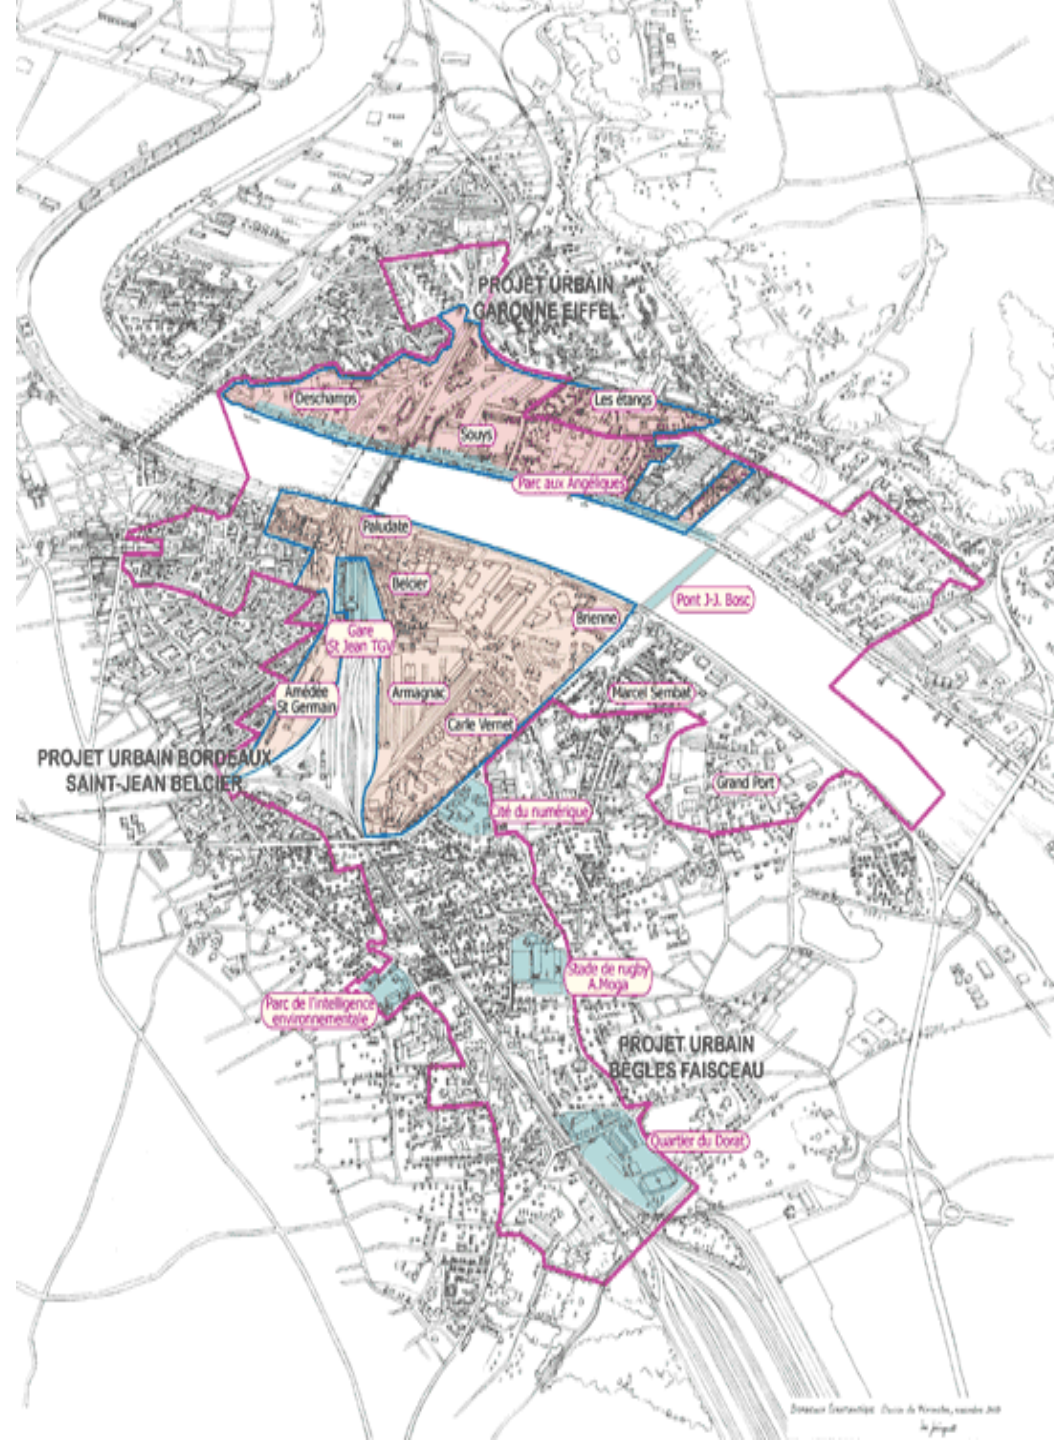 PROJET URBAIN
GARONNE EIFFEL
Deschamps
Les étangs
Souys
Parc aux Angéliques
Paludate
Belcier
Pont J-J. Bosc
Brienne
Gare
St Jean TGV
Amédée
St Germain
Armagnac
Marcel Sembat
Carle Vernet
PROJET URBAIN BORDEAUX
SAINT-JEAN BELCIER
Grand Port
Cité du numérique
Stade de rugby
A.Moga
Parc de l'intelligence
environnementale
PROJET URBAIN
BÈGLES FAISCEAU
Quartier du Dorat